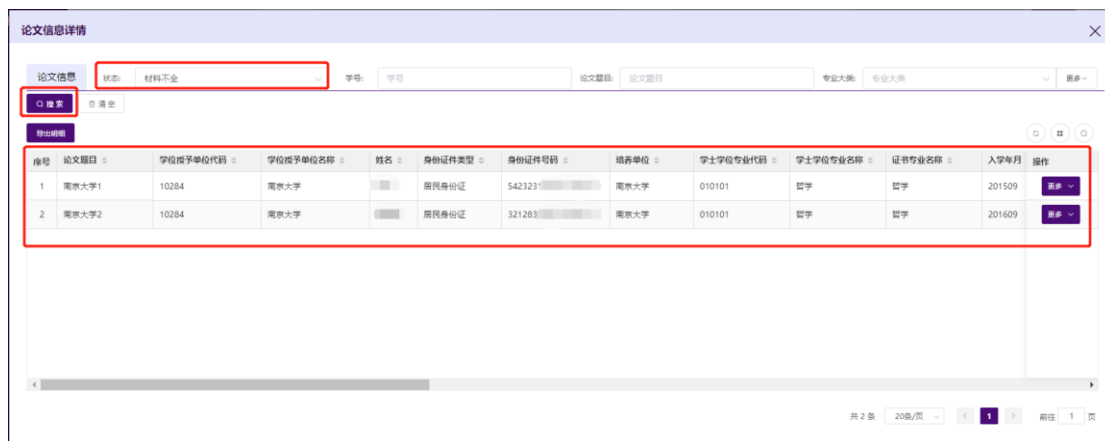 论文信息详情
论文信息 状态: 材料不全 学号: 学号 论文题目: 论文题目 专业大类: 专业大类 更多
搜索 清空
导出明细
序号 论文题目 学位授予单位代码 学位授予单位名称 姓名 身份证件类型 身份证件号码 培养单位 学士学位专业代码 学士学位专业名称 证书专业名称 入学年月 操作
1 南京大学1 10284 南京大学 居民身份证 5423231 南京大学 010101 哲学 哲学 201509 更多
2 南京大学2 10284 南京大学 居民身份证 321283 南京大学 010101 哲学 哲学 201609 更多
共 2 条 20条/页 1 前往 1 页